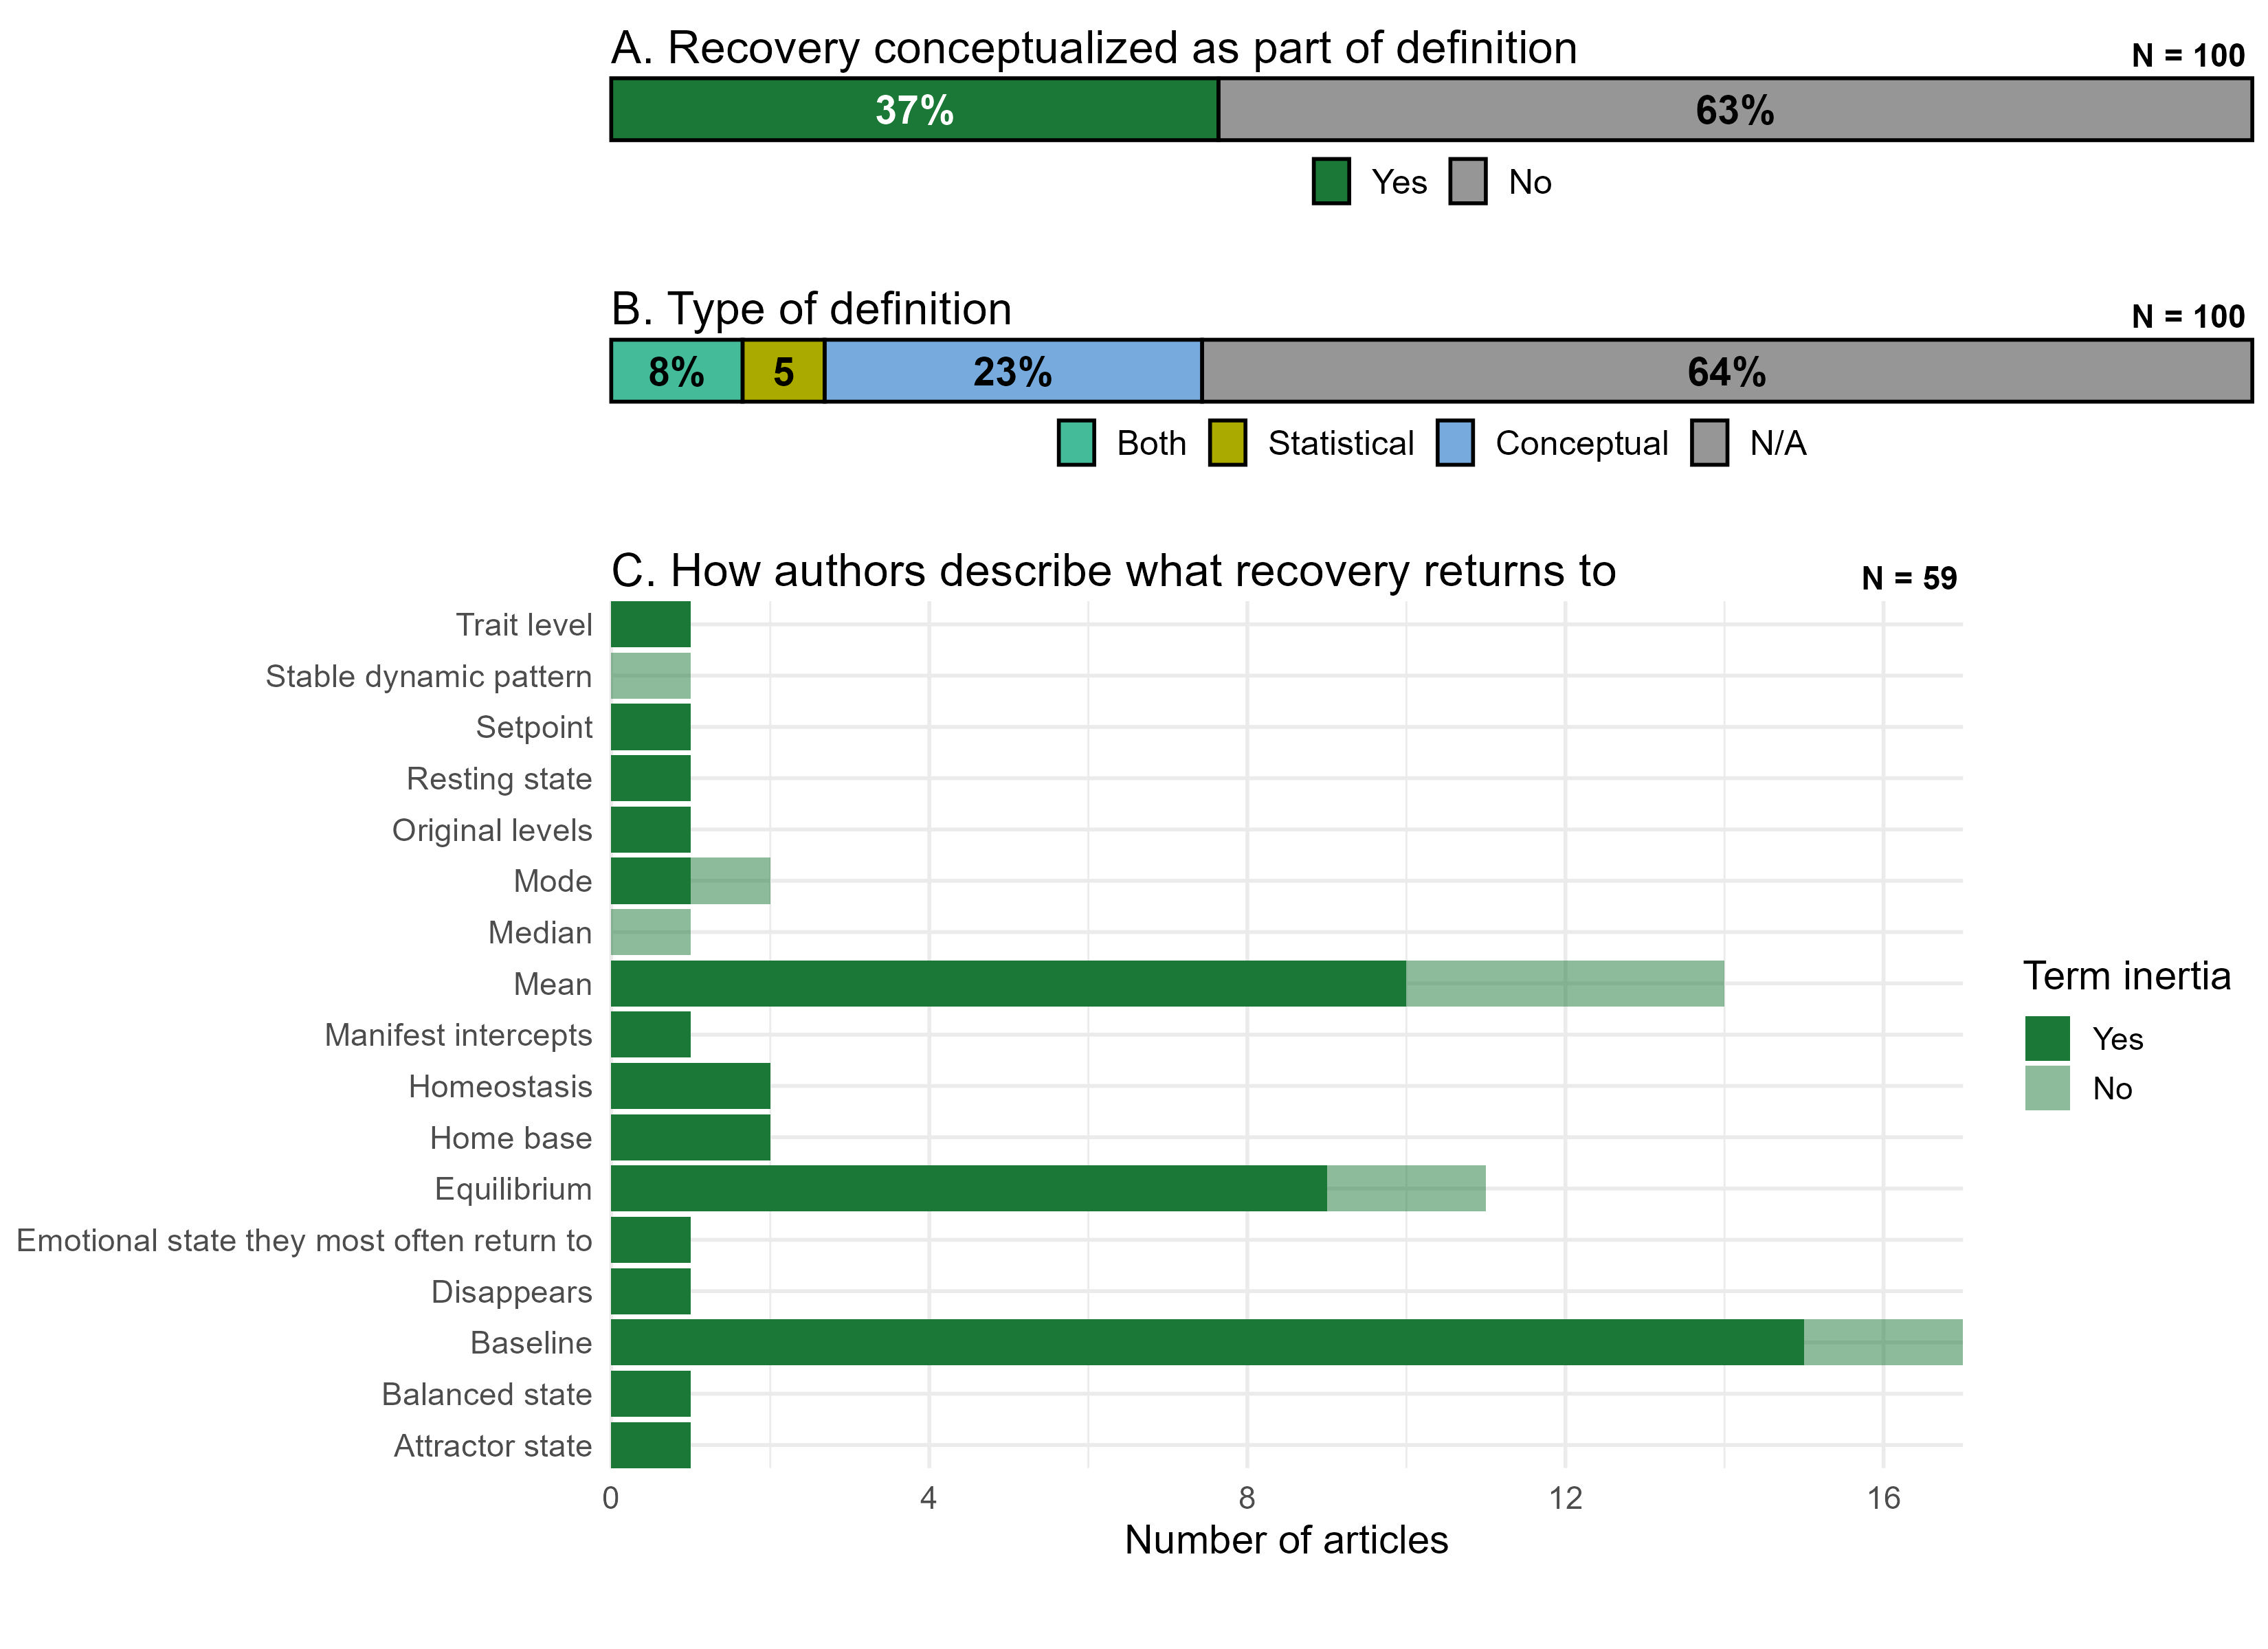 A. Recovery conceptualized as part of definition
N = 100
37%
63%
Yes
No
B. Type of definition
N = 100
8%
5
23%
64%
Both
Statistical
Conceptual
N/A
C. How authors describe what recovery returns to
N = 59
Trait level
Stable dynamic pattern
Setpoint
Resting state
Original levels
Mode
Median
Mean
Manifest intercepts
Homeostasis
Home base
Equilibrium
Emotional state they most often return to
Disappears
Baseline
Balanced state
Attractor state
0
4
8
12
16
Number of articles
Term inertia
Yes
No